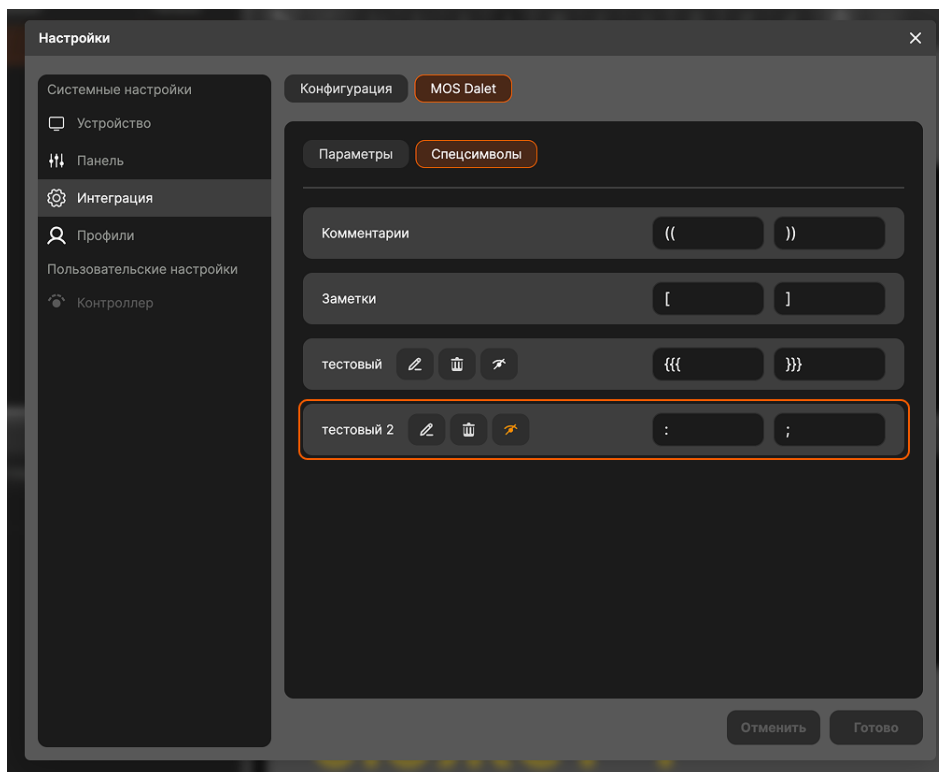 Настройки
Системные настройки
Устройство
Панель
Интеграция
Профили
Пользовательские настройки
Контроллер
Конфигурация MOS Dalet
Параметры Спецсимволы
Комментарии (( ))
Заметки [ ]
тестовый {{{ }}}
тестовый 2 : ;
Отменить Готово